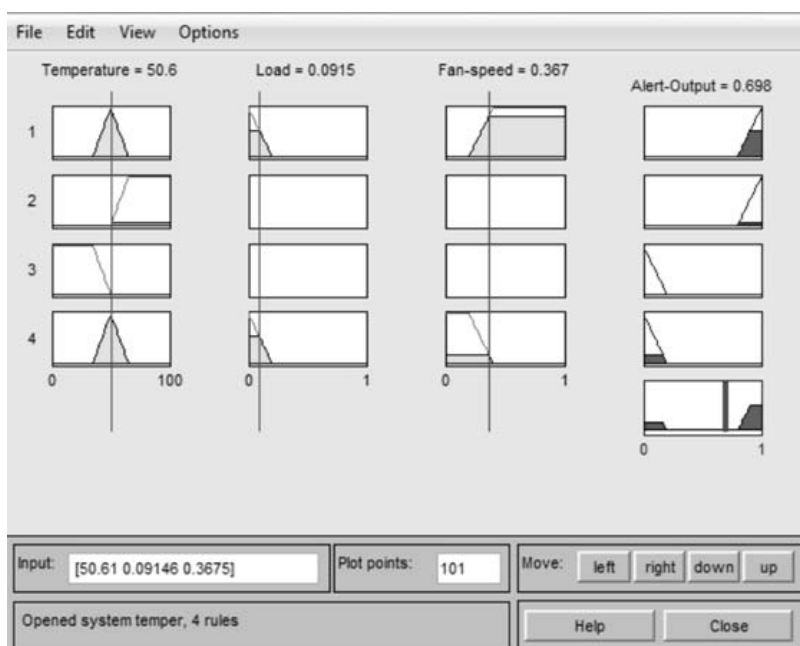 File Edit View Options
Temperature = 50.6 Load = 0.0915 Fan-speed = 0.367
Alert-Output = 0.698
1
2
3
4
0 100 0 1 0 1
0 1
Input: [50.61 0.09146 0.3675] Plot points: 101 Move: left right down up
Opened system temper, 4 rules Help Close